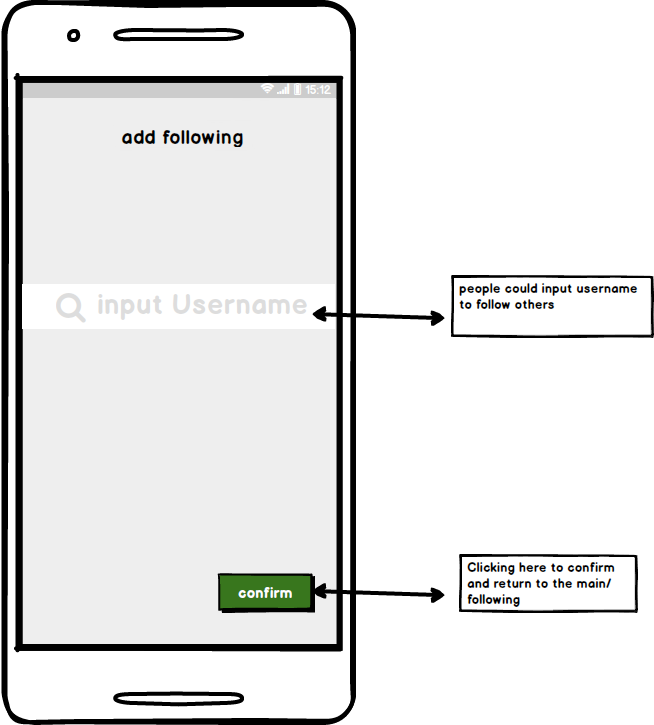 15:12
add following
input Username
people could input username
to follow others
confirm
Clicking here to confirm
and return to the main/
following